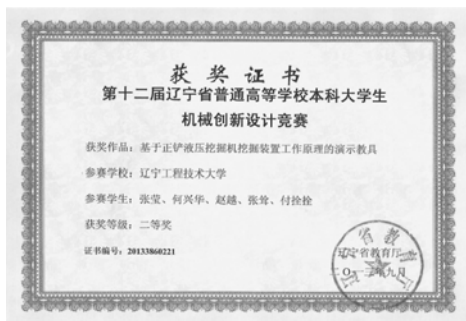 获奖证书
第十二届辽宁省普通高等学校本科大学生
机械创新设计竞赛
获奖作品：基于正铲液压挖掘机挖掘装置工作原理的演示教具
参赛学校：辽宁工程技术大学
参赛学生：张莹、何兴华、赵越、张耸、付拴拴
获奖等级：二等奖
证书编号：20133860221
辽宁省教育厅
二〇一三年九月